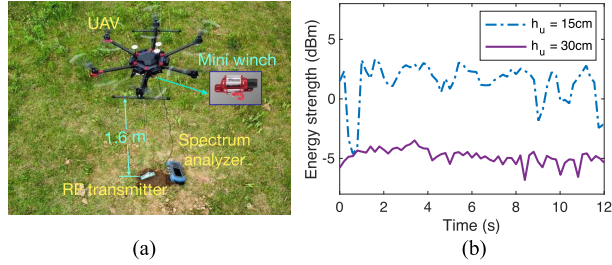 UAV
Mini winch
1.6 m
Spectrum
analyzer
RF transmitter
(a)
Energy strength (dBm)
5
0
-5
h_u = 15cm
h_u = 30cm
0 2 4 6 8 10 12
Time (s)
(b)